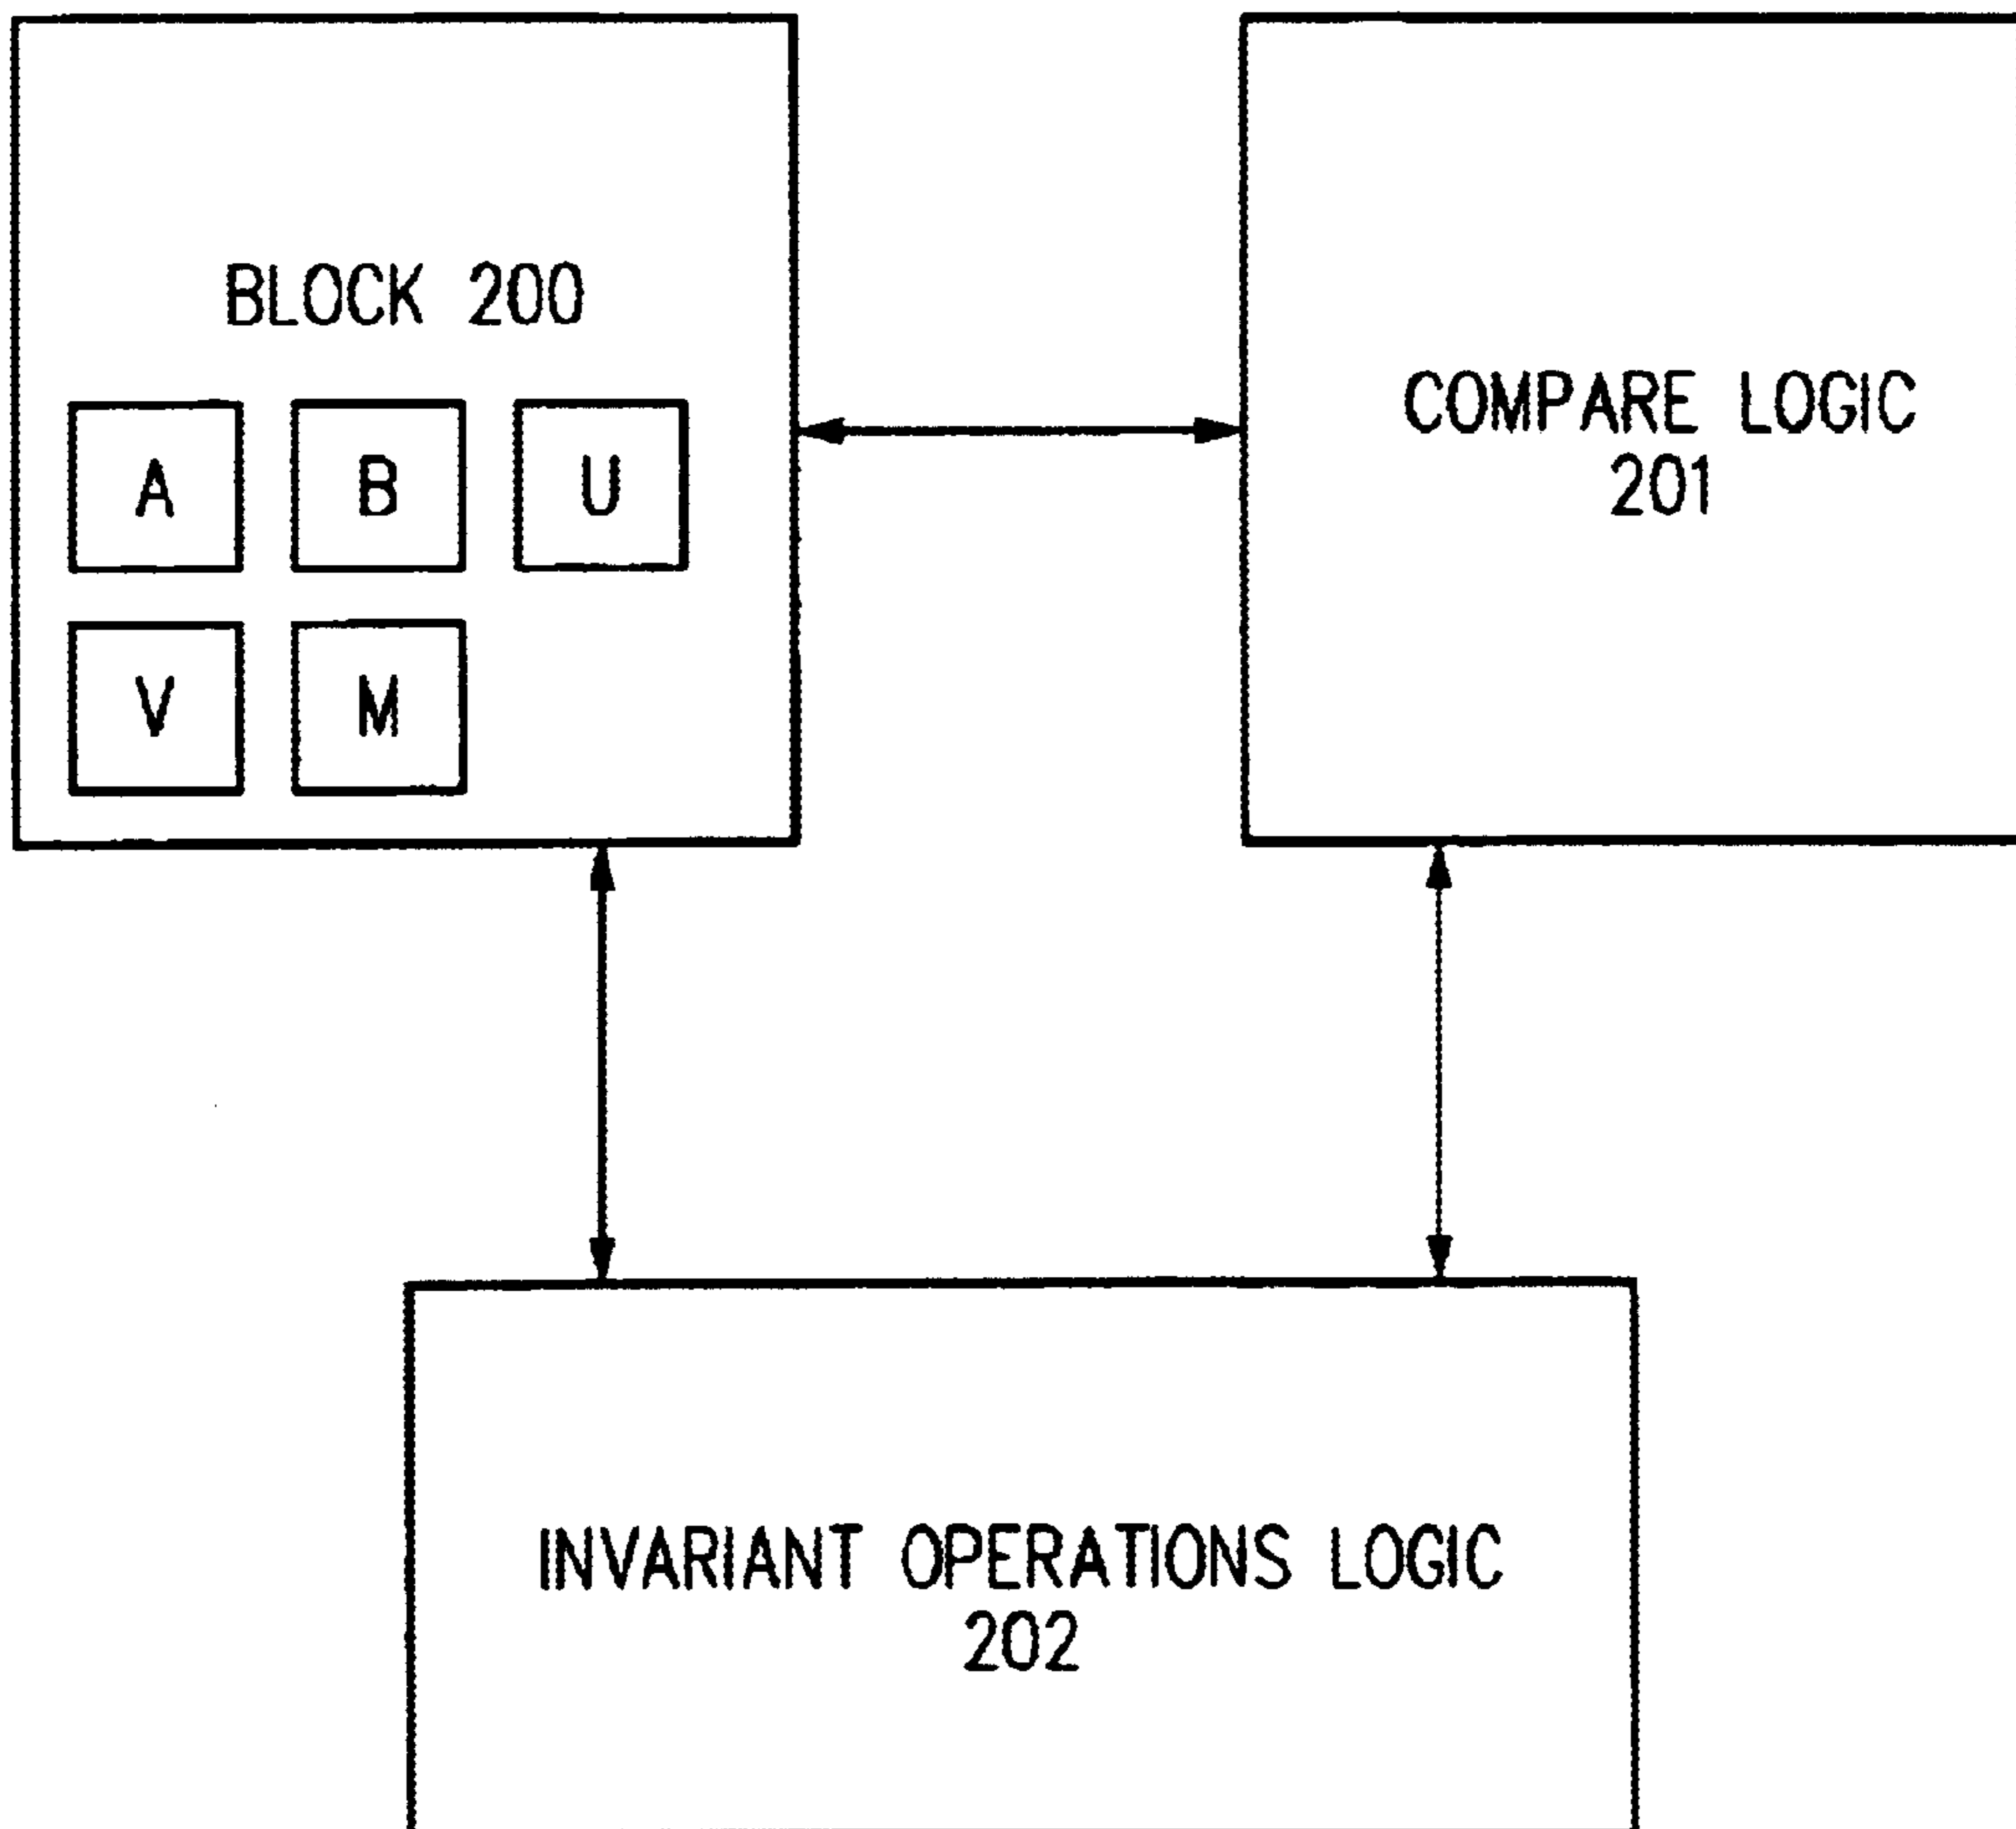 BLOCK 200
A B U
V M
COMPARE LOGIC
201
INVARIANT OPERATIONS LOGIC
202